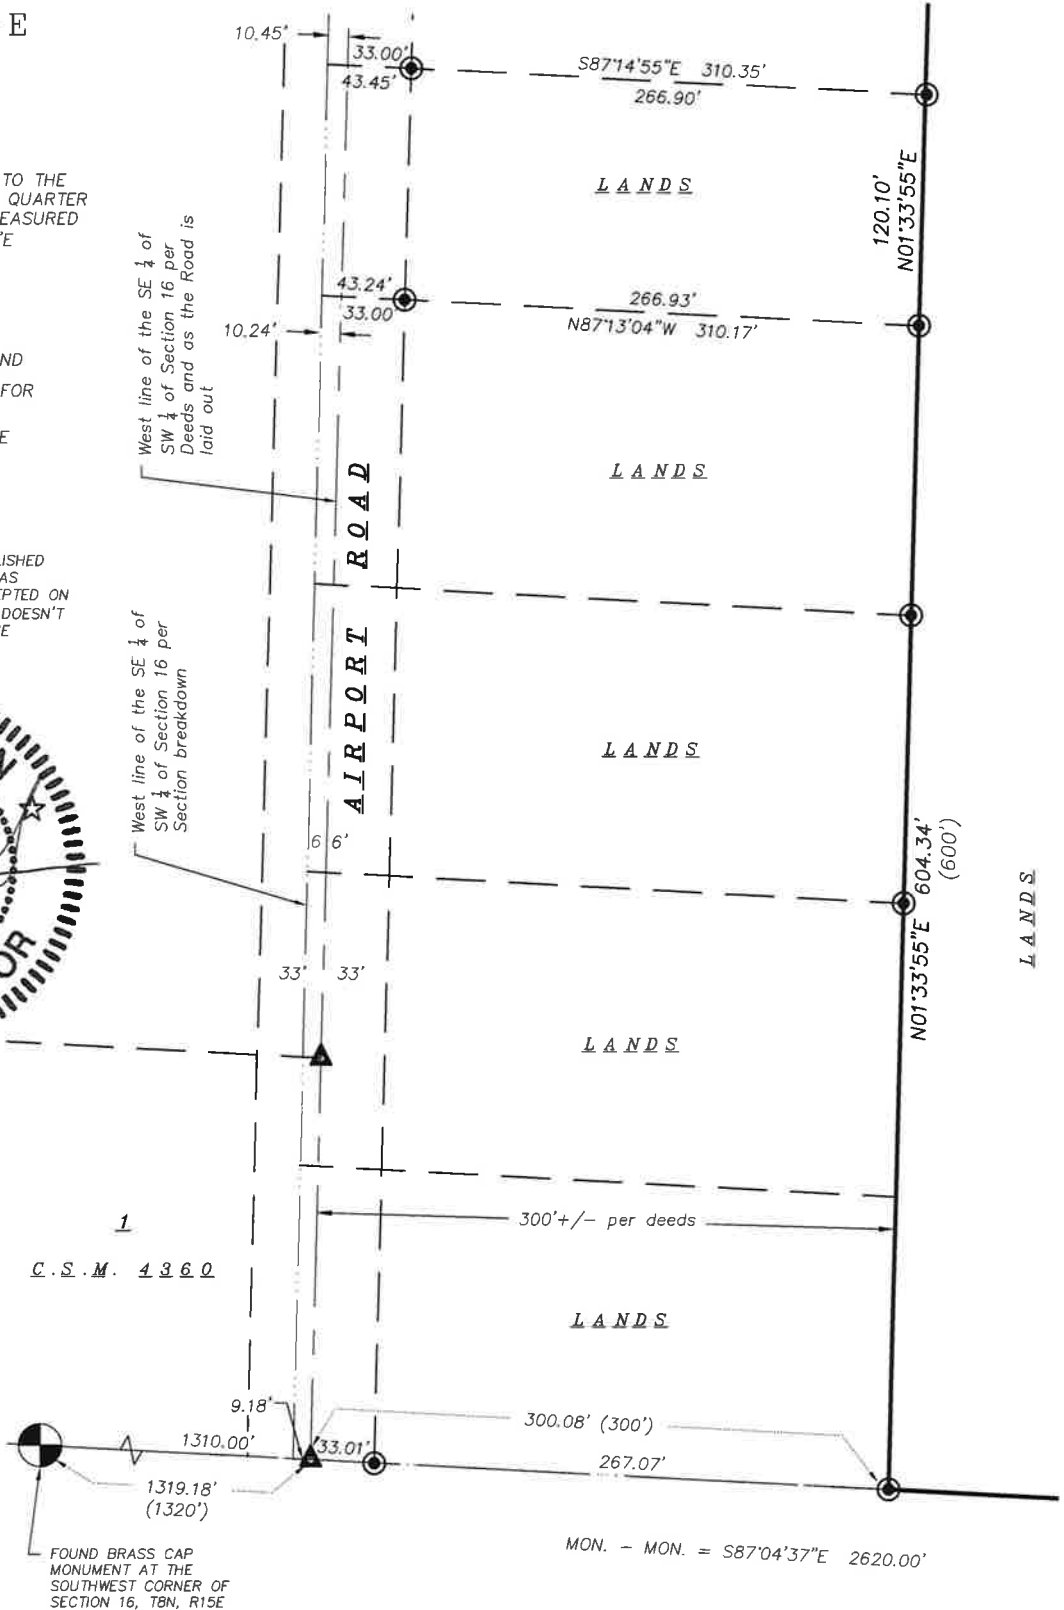 E
10.45'
33.00'
43.45'
S87°14'55"E 310.35'
266.90'
LANDS
120.10'
N01°33'55"E
TO THE
QUARTER
EASURED
'E
West line of the SE 1/4 of
SW 1/4 of Section 16 per
Deeds and as the Road is
laid out
43.24'
33.00'
10.24'
266.93'
N87°13'04"W 310.17'
ND
FOR
E
LANDS
AIRPORT ROAD
ISHED
AS
EPTED ON
DOESN'T
E
West line of the SE 1/4 of
SW 1/4 of Section 16 per
Section breakdown
LANDS
N
OR
66'
33'
33'
604.34'
(600')
N01°33'55"E
LANDS
LANDS
1
C.S.M. 4360
300'+/- per deeds
LANDS
9.18'
1310.00'
33.01'
300.08' (300')
267.07'
1319.18'
(1320')
FOUND BRASS CAP
MONUMENT AT THE
SOUTHWEST CORNER OF
SECTION 16, T8N, R15E
MON. - MON. = S87°04'37"E 2620.00'